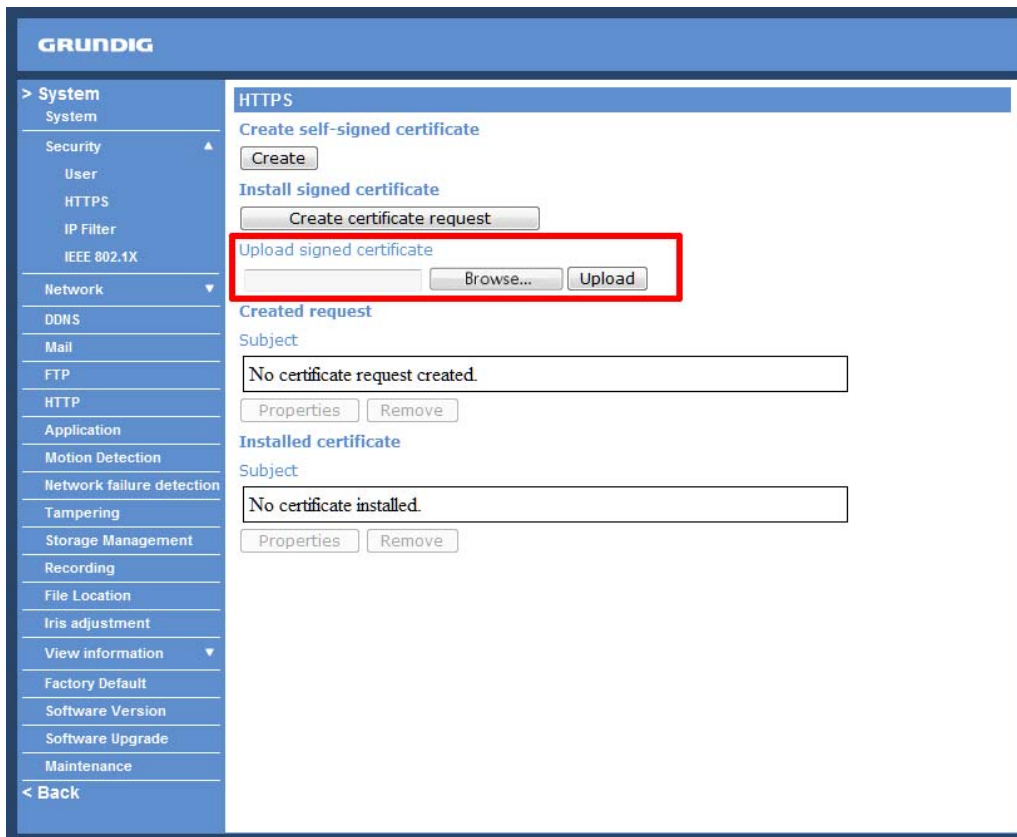 GRUNDIG
> System
System
Security
User
HTTPS
IP Filter
IEEE 802.1X
Network
DDNS
Mail
FTP
HTTP
Application
Motion Detection
Network failure detection
Tampering
Storage Management
Recording
File Location
Iris adjustment
View information
Factory Default
Software Version
Software Upgrade
Maintenance
< Back
HTTPS
Create self-signed certificate
Create
Install signed certificate
Create certificate request
Upload signed certificate
Browse... Upload
Created request
Subject
No certificate request created.
Properties Remove
Installed certificate
Subject
No certificate installed.
Properties Remove